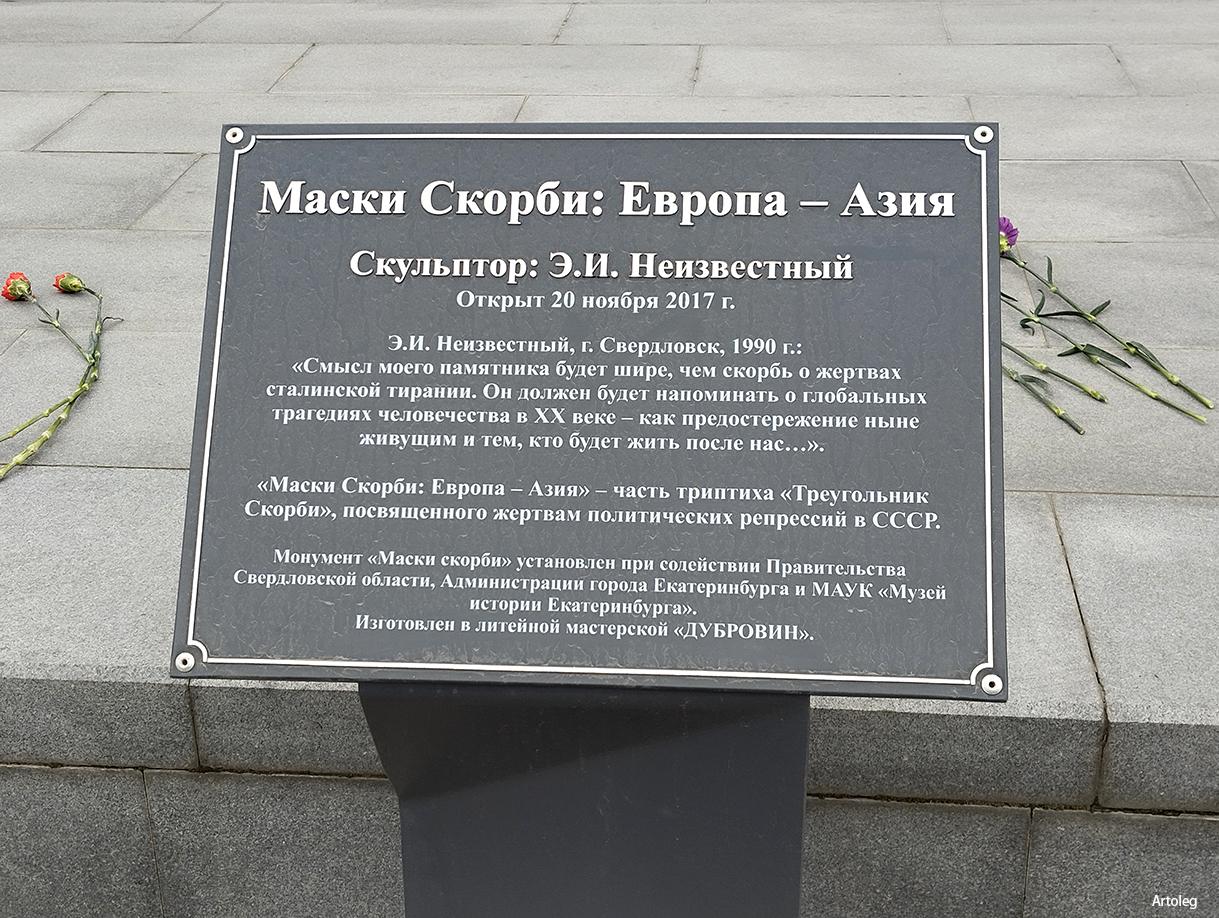 Маски Скорби: Европа – Азия
Скульптор: Э.И. Неизвестный
Открыт 20 ноября 2017 г.
Э.И. Неизвестный, г. Свердловск, 1990 г.:
«Смысл моего памятника будет шире, чем скорбь о жертвах
сталинской тирании. Он должен будет напоминать о глобальных
трагедиях человечества в XX веке – как предостережение ныне
живущим и тем, кто будет жить после нас…».
«Маски Скорби: Европа – Азия» – часть триптиха «Треугольник
Скорби», посвященного жертвам политических репрессий в СССР.
Монумент «Маски скорби» установлен при содействии Правительства
Свердловской области, Администрации города Екатеринбурга и МАУК «Музей
истории Екатеринбурга».
Изготовлен в литейной мастерской «ДУБРОВИН».
Artoleg